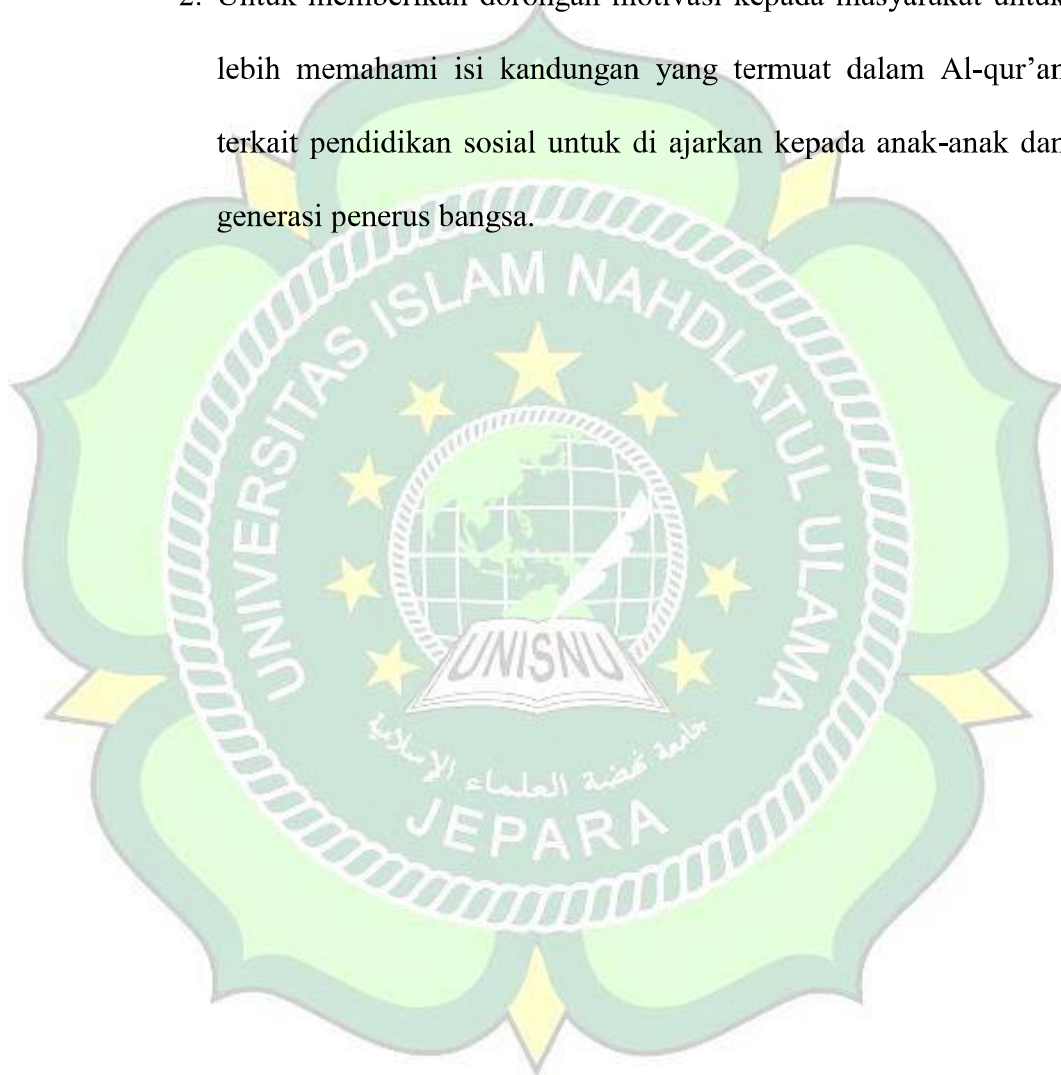 2. Untuk memberikan dorongan motivasi kepada masyarakat untuk
lebih memahami isi kandungan yang termuat dalam Al-qur’an
terkait pendidikan sosial untuk di ajarkan kepada anak-anak dan
generasi penerus bangsa.
UNIVERSITAS ISLAM NAHDLATUL ULAMA
UNISNU
جامعة نهضة العلماء الإسلامية
JEPARA